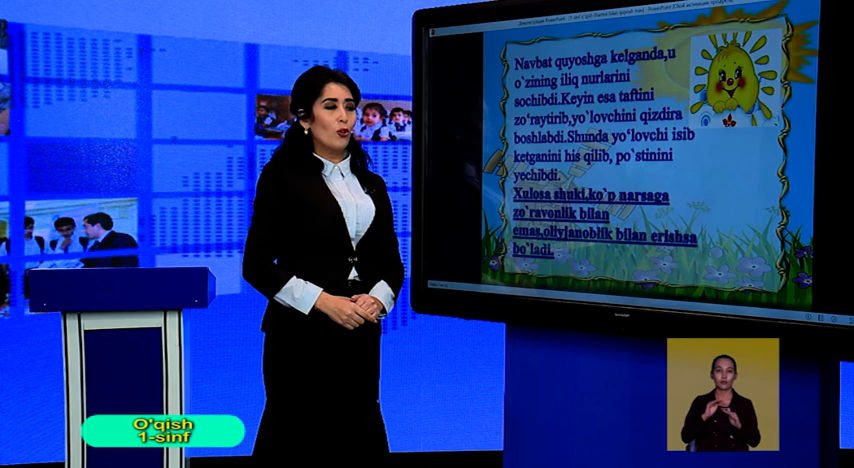 Navbat quyoshga kelganda,u
o`zining iliq nurlarini
sochibdi.Keyin esa taftini
zo‘raytirib,yo`lovchini qizdira
boshlabdi.Shunda yo‘lovchi isib
ketganini his qilib, po`stinini
yechibdi.
Xulosa shuki,ko`p narsaga
zo`ravonlik bilan
emas,oliyjanoblik bilan erishsa
bo`ladi.
SHARP
O'qish
1-sinf